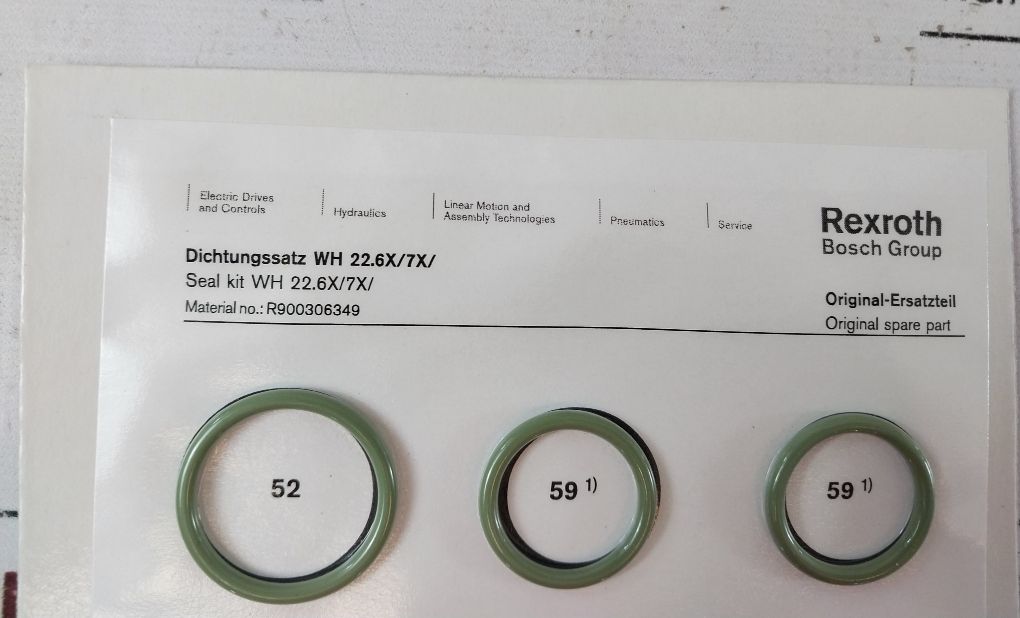 Electric Drives
and Controls
Hydraulics
Linear Motion and
Assembly Technologies
Pneumatics
Service
Rexroth
Bosch Group
Dichtungssatz WH 22.6X/7X/
Seal kit WH 22.6X/7X/
Material no.: R900306349
Original-Ersatzteil
Original spare part
52
59 1)
59 1)